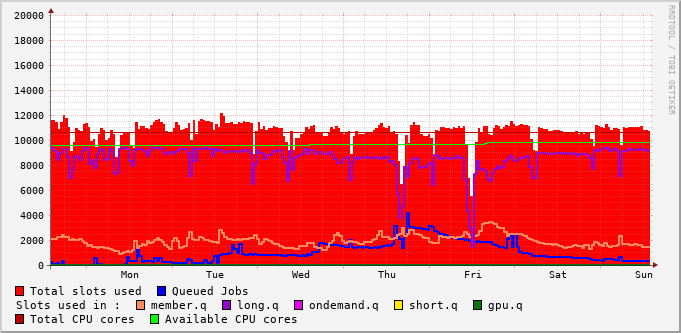 RRDTOOL / TOBI OETIKER
20000
18000
16000
14000
12000
10000
8000
6000
4000
2000
0
Mon Tue Wed Thu Fri Sat Sun
Total slots used Queued Jobs
Slots used in : member.q long.q ondemand.q short.q gpu.q
Total CPU cores Available CPU cores